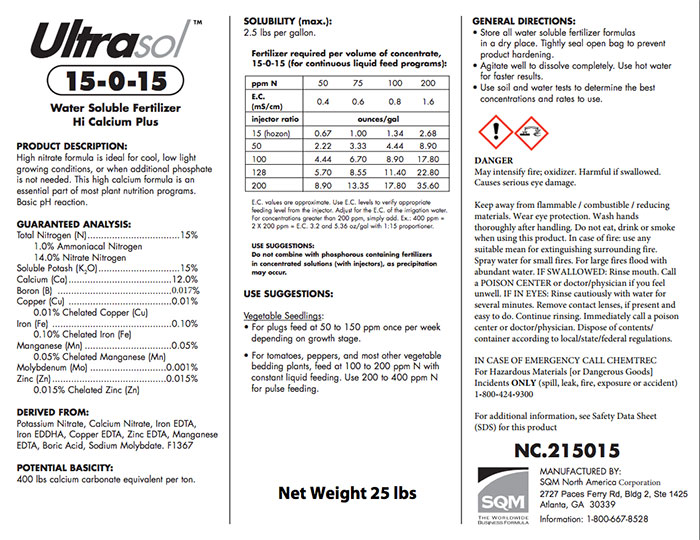 Ultrasol™
15-0-15
Water Soluble Fertilizer
Hi Calcium Plus
PRODUCT DESCRIPTION:
High nitrate formula is ideal for cool, low light
growing conditions, or when additional phosphate
is not needed. This high calcium formula is an
essential part of most plant nutrition programs.
Basic pH reaction.
GUARANTEED ANALYSIS:
Total Nitrogen (N)......................15%
1.0% Ammoniacal Nitrogen
14.0% Nitrate Nitrogen
Soluble Potash (K2O)......................15%
Calcium (Ca)......................12.0%
Boron (B) ......................0.017%
Copper (Cu) ......................0.01%
0.01% Chelated Copper (Cu)
Iron (Fe) ......................0.10%
0.10% Chelated Iron (Fe)
Manganese (Mn) ......................0.05%
0.05% Chelated Manganese (Mn)
Molybdenum (Mo) ......................0.001%
Zinc (Zn) ......................0.015%
0.015% Chelated Zinc (Zn)
DERIVED FROM:
Potassium Nitrate, Calcium Nitrate, Iron EDTA,
Iron EDDHA, Copper EDTA, Zinc EDTA, Manganese
EDTA, Boric Acid, Sodium Molybdate. F1367
POTENTIAL BASICITY:
400 lbs calcium carbonate equivalent per ton.
SOLUBILITY (max.):
2.5 lbs per gallon.
Fertilizer required per volume of concentrate,
15-0-15 (for continuous liquid feed programs):
ppm N 50 75 100 200
E.C.
(mS/cm) 0.4 0.6 0.8 1.6
injector ratio ounces/gal
15 (hozon) 0.67 1.00 1.34 2.68
50 2.22 3.33 4.44 8.90
100 4.44 6.70 8.90 17.80
128 5.70 8.55 11.40 22.80
200 8.90 13.35 17.80 35.60
E.C. values are approximate. Use E.C. levels to verify appropriate
feeding level from the injector. Adjust for the E.C. of the irrigation water.
For concentrations greater than 200 ppm, simply add. Ex.: 400 ppm =
2 X 200 ppm = E.C. 3.2 and 5.36 oz/gal with 1:15 proportioner.
USE SUGGESTIONS:
Do not combine with phosphorous containing fertilizers
in concentrated solutions (with injectors), as precipitation
may occur.
USE SUGGESTIONS:
Vegetable Seedlings:
• For plugs feed at 50 to 150 ppm once per week
depending on growth stage.
• For tomatoes, peppers, and most other vegetable
bedding plants, feed at 100 to 200 ppm N with
constant liquid feeding. Use 200 to 400 ppm N
for pulse feeding.
Net Weight 25 lbs
GENERAL DIRECTIONS:
• Store all water soluble fertilizer formulas
in a dry place. Tightly seal open bag to prevent
product hardening.
• Agitate well to dissolve completely. Use hot water
for faster results.
• Use soil and water tests to determine the best
concentrations and rates to use.
DANGER
May intensify fire; oxidizer. Harmful if swallowed.
Causes serious eye damage.
Keep away from flammable / combustible / reducing
materials. Wear eye protection. Wash hands
thoroughly after handling. Do not eat, drink or smoke
when using this product. In case of fire: use any
suitable mean for extinguishing surrounding fire.
Spray water for small fires. For large fires flood with
abundant water. IF SWALLOWED: Rinse mouth. Call
a POISON CENTER or doctor/physician if you feel
unwell. IF IN EYES: Rinse cautiously with water for
several minutes. Remove contact lenses, if present and
easy to do. Continue rinsing. Immediately call a poison
center or doctor/physician. Dispose of contents/
container according to local/state/federal regulations.
IN CASE OF EMERGENCY CALL CHEMTREC
For Hazardous Materials [or Dangerous Goods]
Incidents ONLY (spill, leak, fire, exposure or accident)
1-800-424-9300
For additional information, see Safety Data Sheet
(SDS) for this product
NC.215015
SQM
THE WORLDWIDE
BUSINESS FORMULA
MANUFACTURED BY:
SQM North America Corporation
2727 Paces Ferry Rd, Bldg 2, Ste 1425
Atlanta, GA 30339
Information: 1-800-667-8528